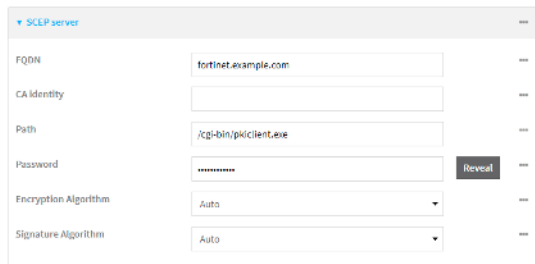 SCEP server
FQDN
fortinet.example.com
CA identity
Path
/cgi-bin/pkiclient.exe
Password
••••••••••••
Reveal
Encryption Algorithm
Auto
Signature Algorithm
Auto